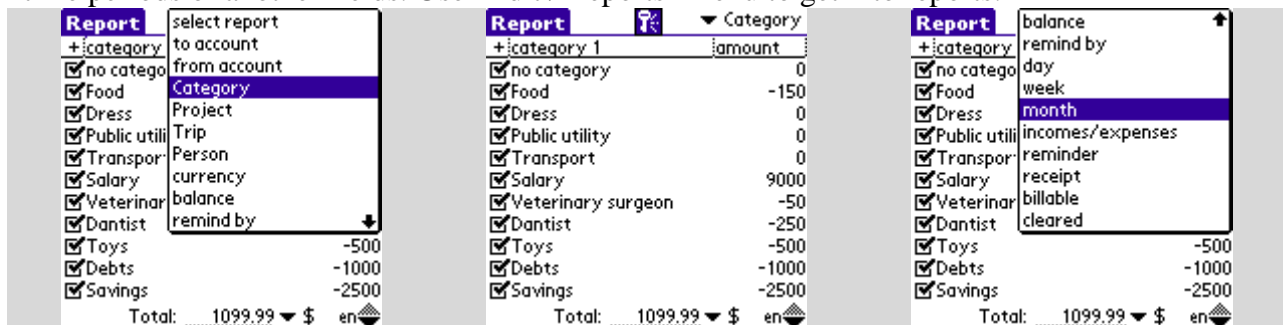 Report
select report
to account
from account
Category
Project
Trip
Person
currency
balance
remind by
+ category
no catego
Food
Dress
Public utili
Transpor
Salary
Veterinar
Dantist
Toys -500
Debts -1000
Savings -2500
Total: 1099.99 $ en
Report Category
+ category 1 amount
no category 0
Food -150
Dress 0
Public utility 0
Transport 0
Salary 9000
Veterinary surgeon -50
Dantist -250
Toys -500
Debts -1000
Savings -2500
Total: 1099.99 $ en
Report
balance
remind by
day
week
month
incomes/expenses
reminder
receipt
billable
cleared
+ category
no catego
Food
Dress
Public utili
Transpor
Salary
Veterinar
Dantist
Toys -500
Debts -1000
Savings -2500
Total: 1099.99 $ en